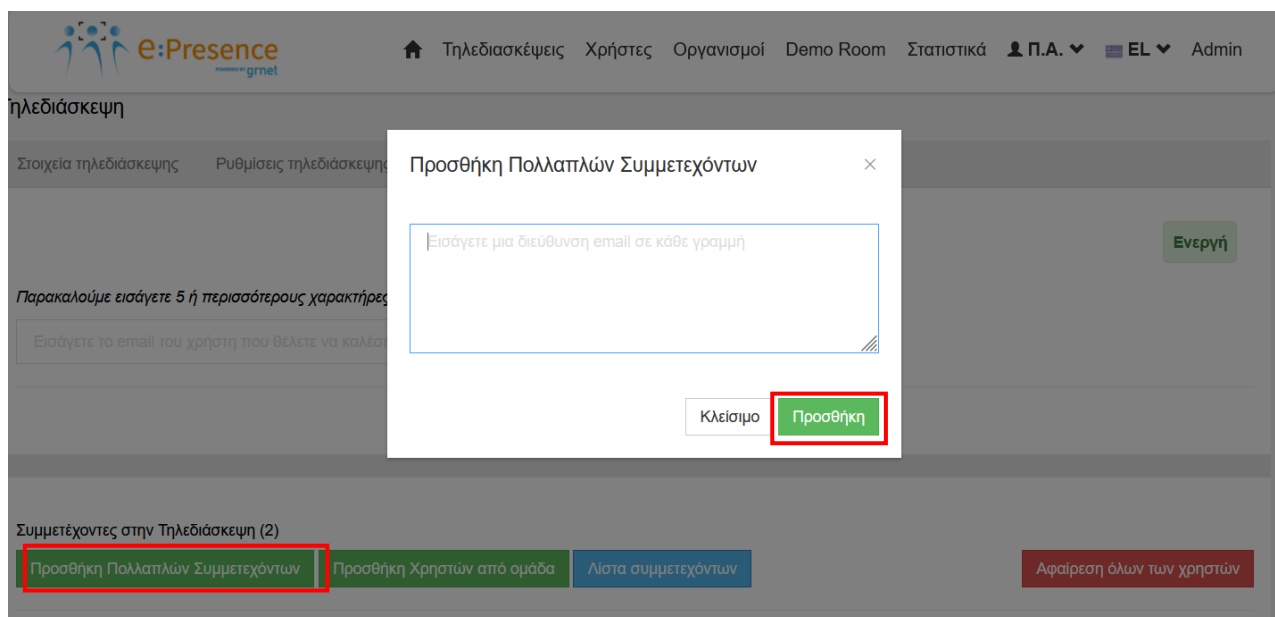 e:Presence
POWERED BY grnet
Τηλεδιασκέψεις Χρήστες Οργανισμοί Demo Room Στατιστικά Π.Α. EL Admin
Τηλεδιάσκεψη
Στοιχεία τηλεδιάσκεψης Ρυθμίσεις τηλεδιάσκεψης
Προσθήκη Πολλαπλών Συμμετεχόντων ×
Εισάγετε μια διεύθυνση email σε κάθε γραμμή
Ενεργή
Παρακαλούμε εισάγετε 5 ή περισσότερους χαρακτήρες
Εισάγετε το email του χρήστη που θέλετε να καλέσε
Κλείσιμο Προσθήκη
Συμμετέχοντες στην Τηλεδιάσκεψη (2)
Προσθήκη Πολλαπλών Συμμετεχόντων Προσθήκη Χρηστών από ομάδα Λίστα συμμετεχόντων Αφαίρεση όλων των χρηστών